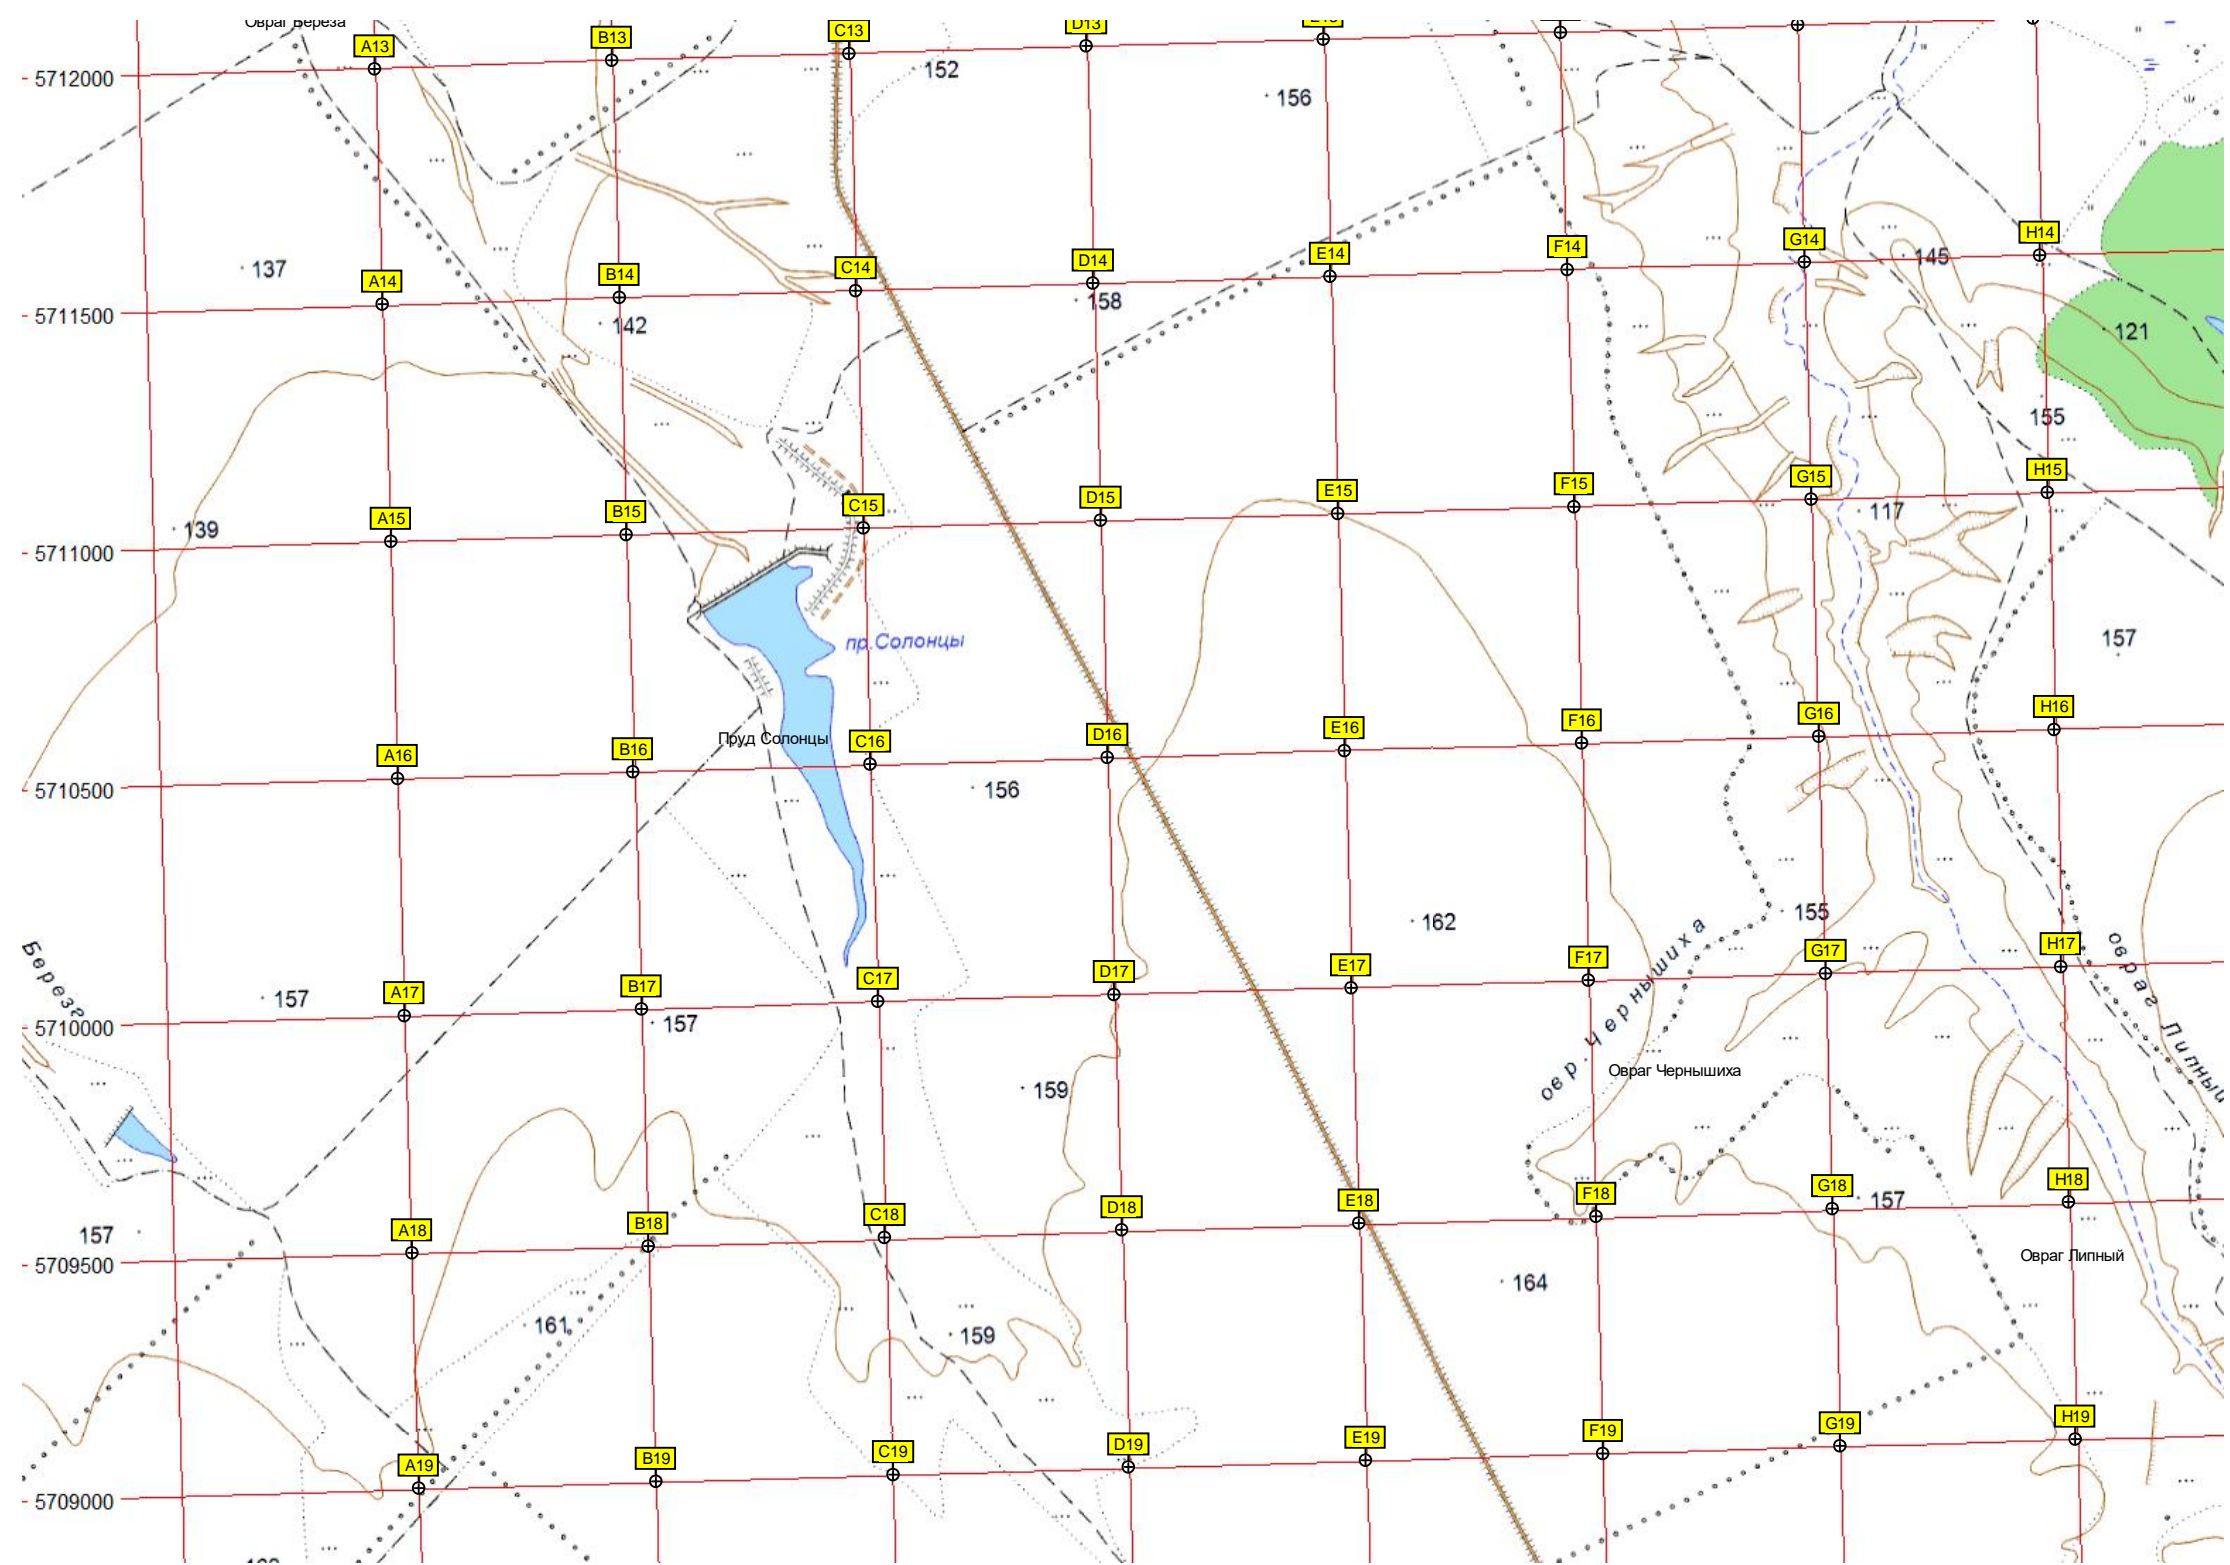 Овраг Береза
A13 B13 C13 D13 E13
5712000
152
156
137
A14 B14 C14 D14 E14 F14 G14 H14
145
158
5711500
142
121
155
A15 B15 C15 D15 E15 F15 G15 H15
117
139
5711000
пр.Солонцы
157
A16 B16 C16 D16 E16 F16 G16 H16
Пруд Солонцы
5710500
156
162
155
Берез
овр. Чернышиха
овраг Липный
A17 B17 C17 D17 E17 F17 G17 H17
157
157
5710000
159
Овраг Чернышиха
A18 B18 C18 D18 E18 F18 G18 H18
157
157
5709500
Овраг Липный
164
161
159
A19 B19 C19 D19 E19 F19 G19 H19
5709000